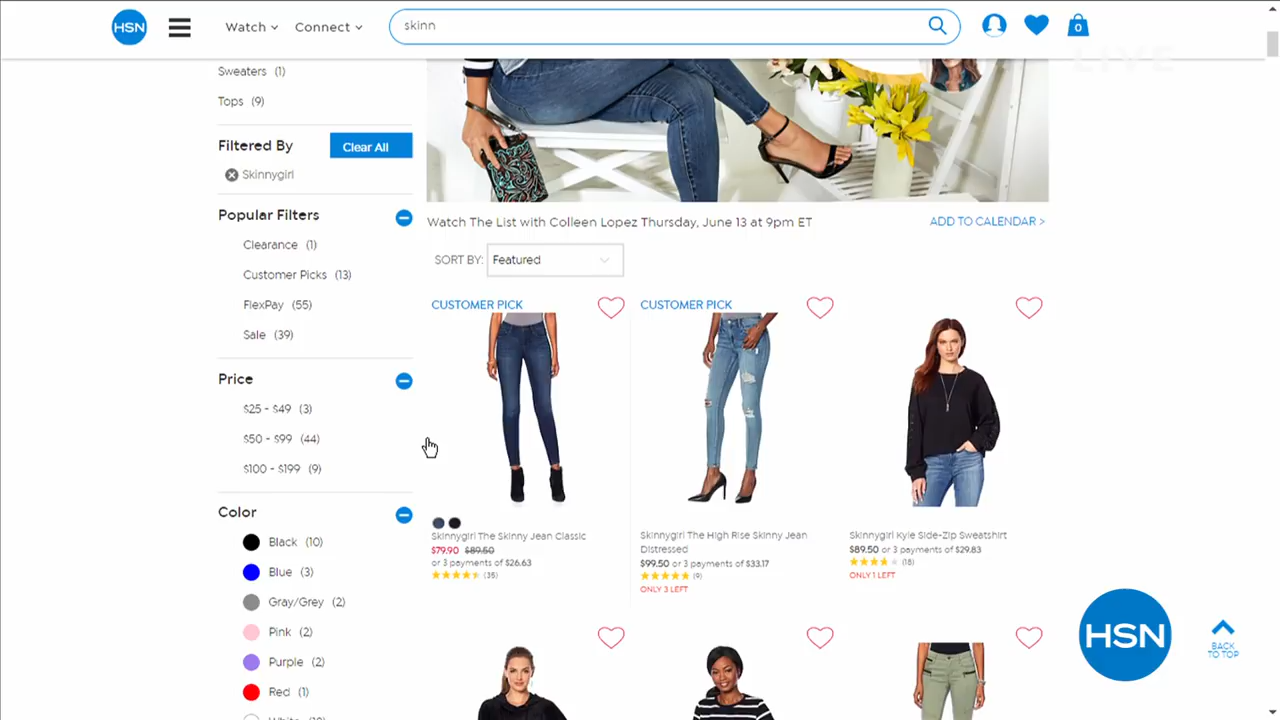 HSN
Watch
Connect
skinn
0
LIVE
Sweaters (1)
Tops (9)
Filtered By
Clear All
Skinnygirl
Popular Filters
Clearance (1)
Customer Picks (13)
FlexPay (55)
Sale (39)
Price
$25 - $49 (3)
$50 - $99 (44)
$100 - $199 (9)
Color
Black (10)
Blue (3)
Gray/Grey (2)
Pink (2)
Purple (2)
Red (1)
Watch The List with Colleen Lopez Thursday, June 13 at 9pm ET
ADD TO CALENDAR >
SORT BY: Featured
CUSTOMER PICK
Skinnygirl The Skinny Jean Classic
$79.90 $89.50
or 3 payments of $26.63
(35)
CUSTOMER PICK
Skinnygirl The High Rise Skinny Jean
Distressed
$99.50 or 3 payments of $33.17
(9)
ONLY 3 LEFT
Skinnygirl Kyle Side-Zip Sweatshirt
$89.50 or 3 payments of $29.83
(18)
ONLY 1 LEFT
HSN
BACK
TO TOP